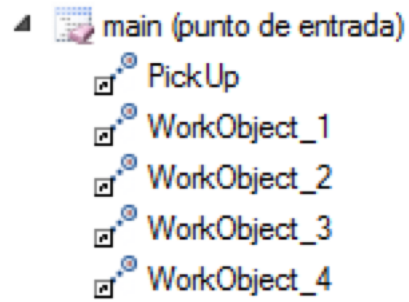 main (punto de entrada)
PickUp
WorkObject_1
WorkObject_2
WorkObject_3
WorkObject_4